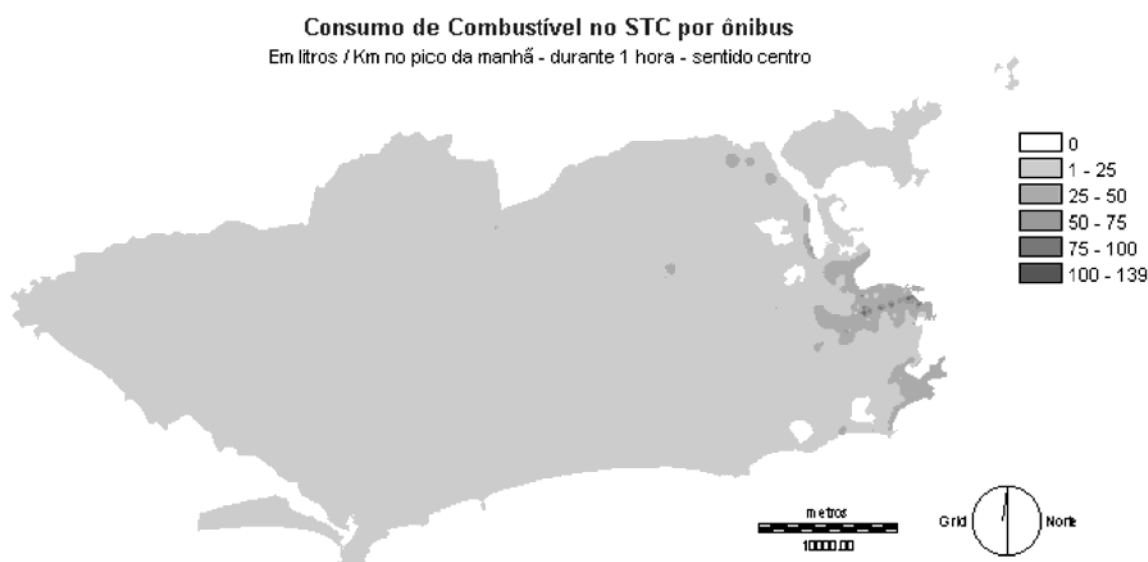 Consumo de Combustível no STC por ônibus
Em litros / Km no pico da manhã - durante 1 hora - sentido centro
0
1 - 25
25 - 50
50 - 75
75 - 100
100 - 139
metros
10000.00
Grid
Norte